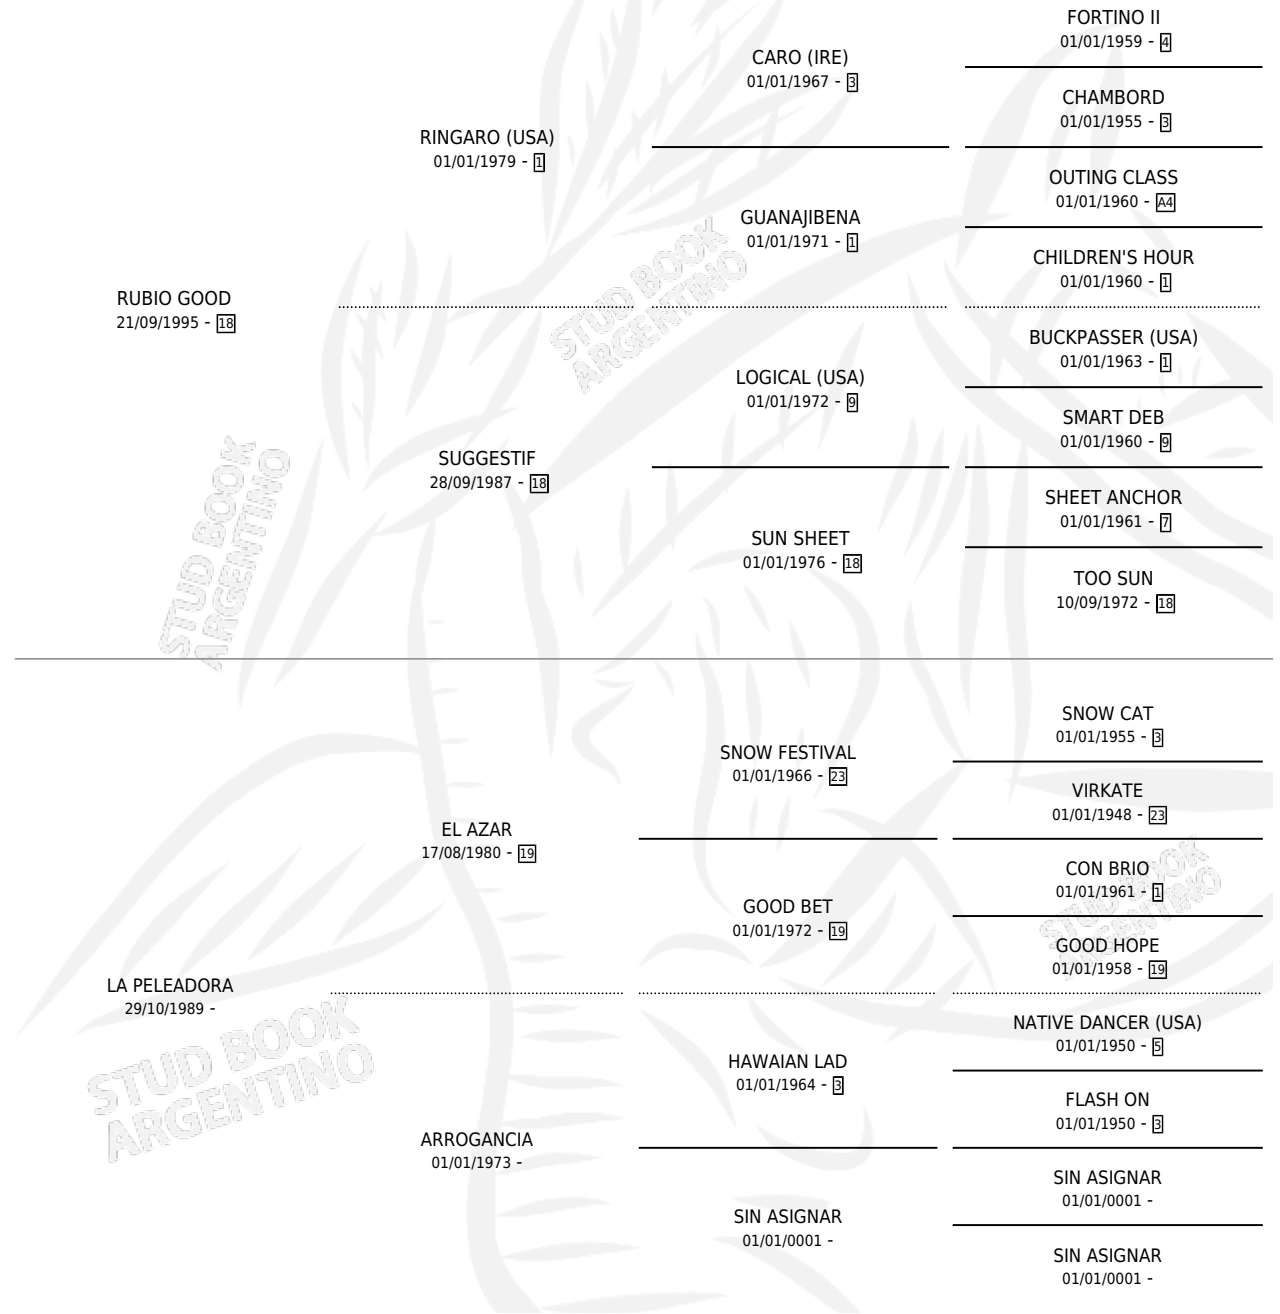 FORTINO II
01/01/1959 - 4
CARO (IRE)
01/01/1967 - 3
CHAMBORD
01/01/1955 - 3
RINGARO (USA)
01/01/1979 - 1
OUTING CLASS
01/01/1960 - A4
GUANAJIBENA
01/01/1971 - 1
CHILDREN'S HOUR
01/01/1960 - 1
RUBIO GOOD
21/09/1995 - 18
BUCKPASSER (USA)
01/01/1963 - 1
LOGICAL (USA)
01/01/1972 - 9
SMART DEB
01/01/1960 - 9
SUGGESTIF
28/09/1987 - 18
SHEET ANCHOR
01/01/1961 - 7
SUN SHEET
01/01/1976 - 18
TOO SUN
10/09/1972 - 18
SNOW CAT
01/01/1955 - 3
SNOW FESTIVAL
01/01/1966 - 23
VIRKATE
01/01/1948 - 23
EL AZAR
17/08/1980 - 19
CON BRIO
01/01/1961 - 1
GOOD BET
01/01/1972 - 19
GOOD HOPE
01/01/1958 - 19
LA PELEADORA
29/10/1989 -
NATIVE DANCER (USA)
01/01/1950 - 5
HAWAIAN LAD
01/01/1964 - 3
FLASH ON
01/01/1950 - 3
ARROGANCIA
01/01/1973 -
SIN ASIGNAR
01/01/0001 -
SIN ASIGNAR
01/01/0001 -
SIN ASIGNAR
01/01/0001 -
STUD BOOK
ARGENTINO
STUD BOOK
ARGENTINO
STUD BOOK
ARGENTINO
STUD BOOK
ARGENTINO